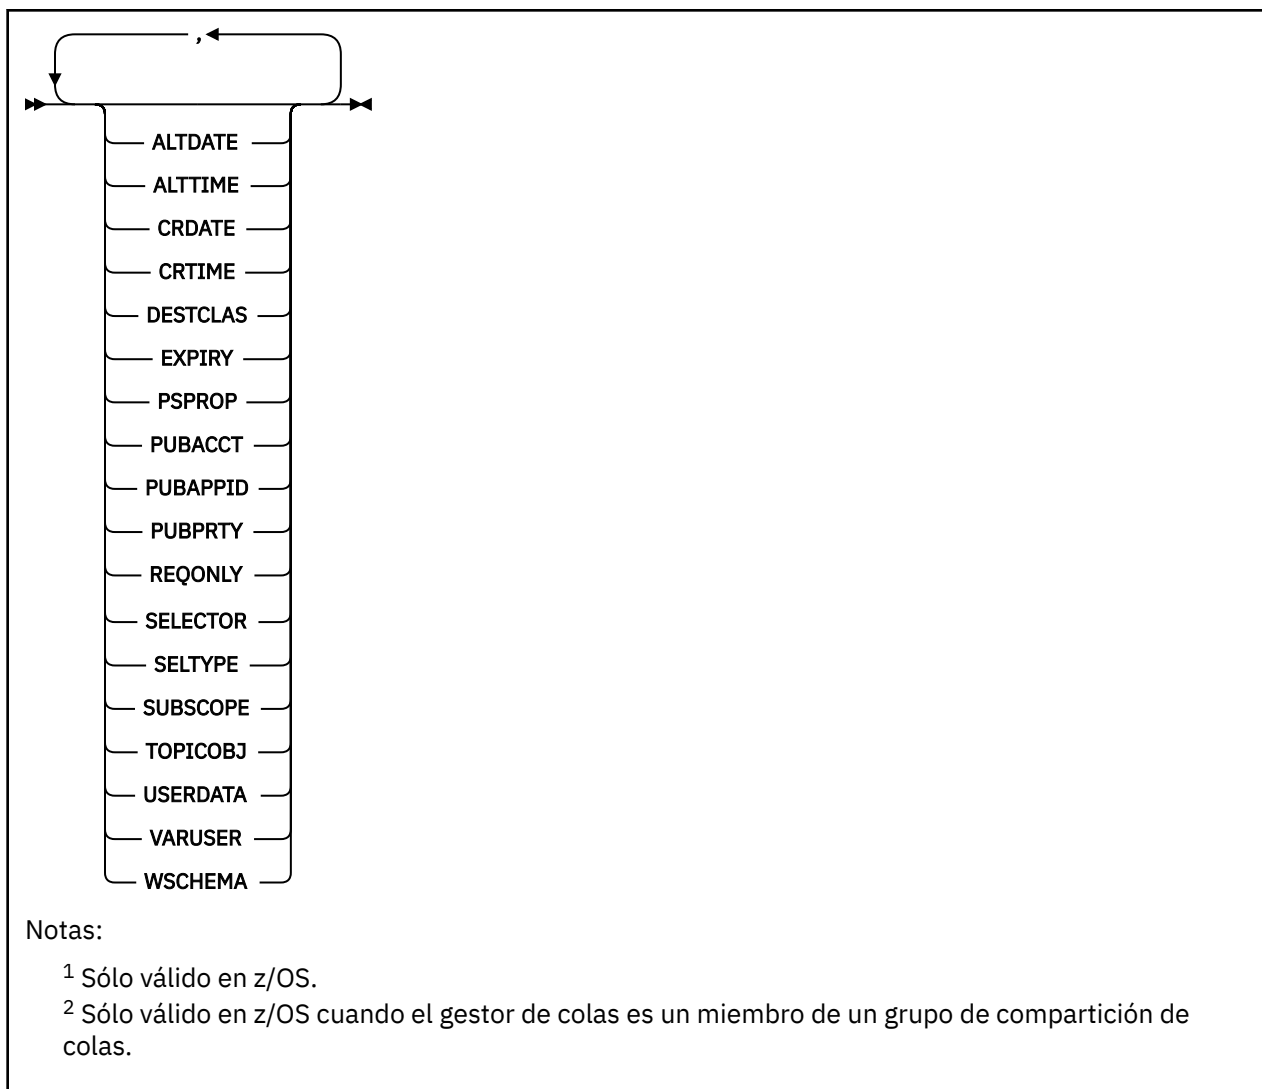 ,
ALTDATE
ALTTIME
CRDATE
CRTIME
DESTCLAS
EXPIRY
PSPROP
PUBACCT
PUBAPPID
PUBPRTY
REQONLY
SELECTOR
SELTYPE
SUBSCOPE
TOPICOBJ
USERDATA
VARUSER
WSCHEMA
Notas:
1 Sólo válido en z/OS.
2 Sólo válido en z/OS cuando el gestor de colas es un miembro de un grupo de compartición de
colas.